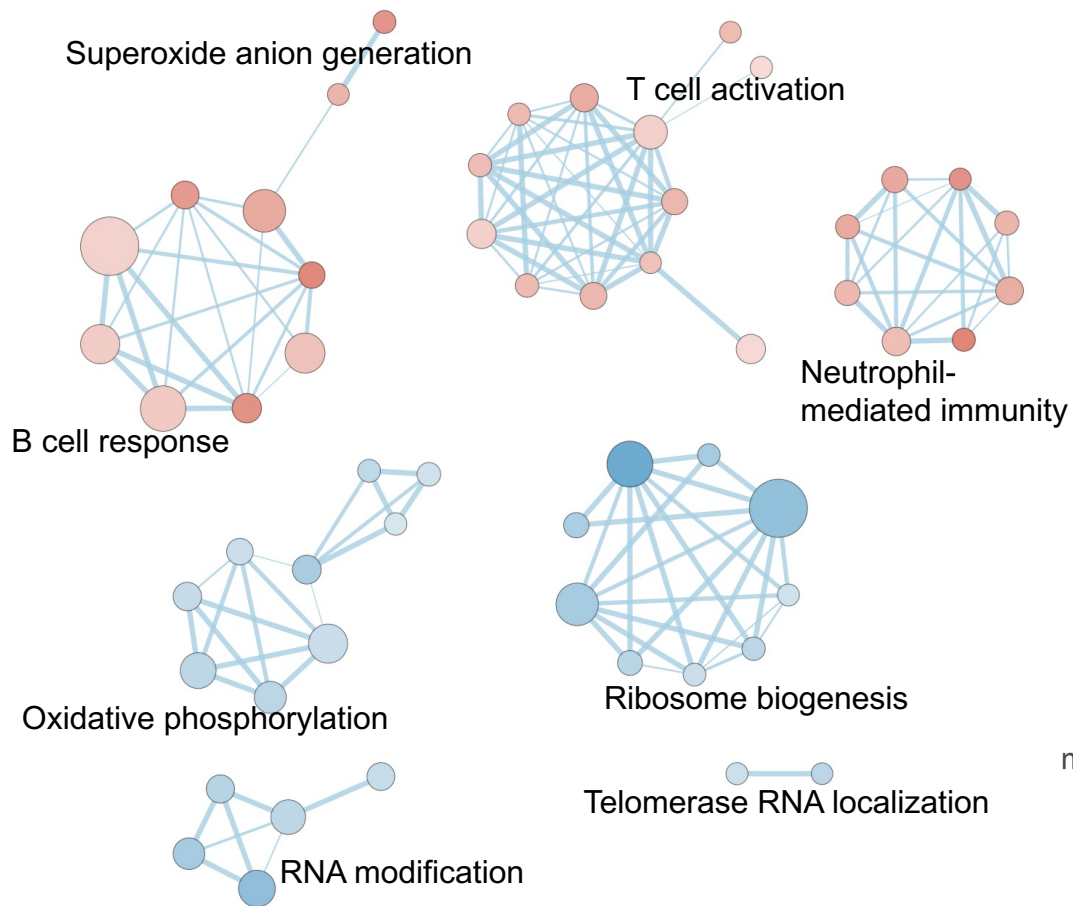 Superoxide anion generation
T cell activation
Neutrophil-
mediated immunity
B cell response
Oxidative phosphorylation
Ribosome biogenesis
Telomerase RNA localization
RNA modification